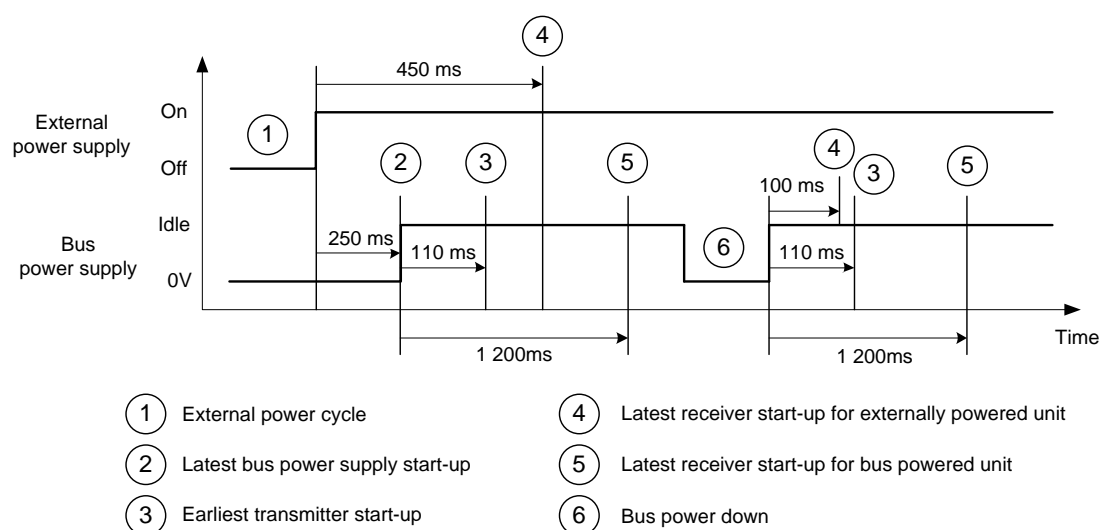 4
450 ms
On
External
power supply
1
Off
2
3
5
4
3
5
100 ms
Idle
Bus
power supply
250 ms
110 ms
6
110 ms
0V
Time
1 200ms
1 200ms
1 External power cycle
2 Latest bus power supply start-up
3 Earliest transmitter start-up
4 Latest receiver start-up for externally powered unit
5 Latest receiver start-up for bus powered unit
6 Bus power down